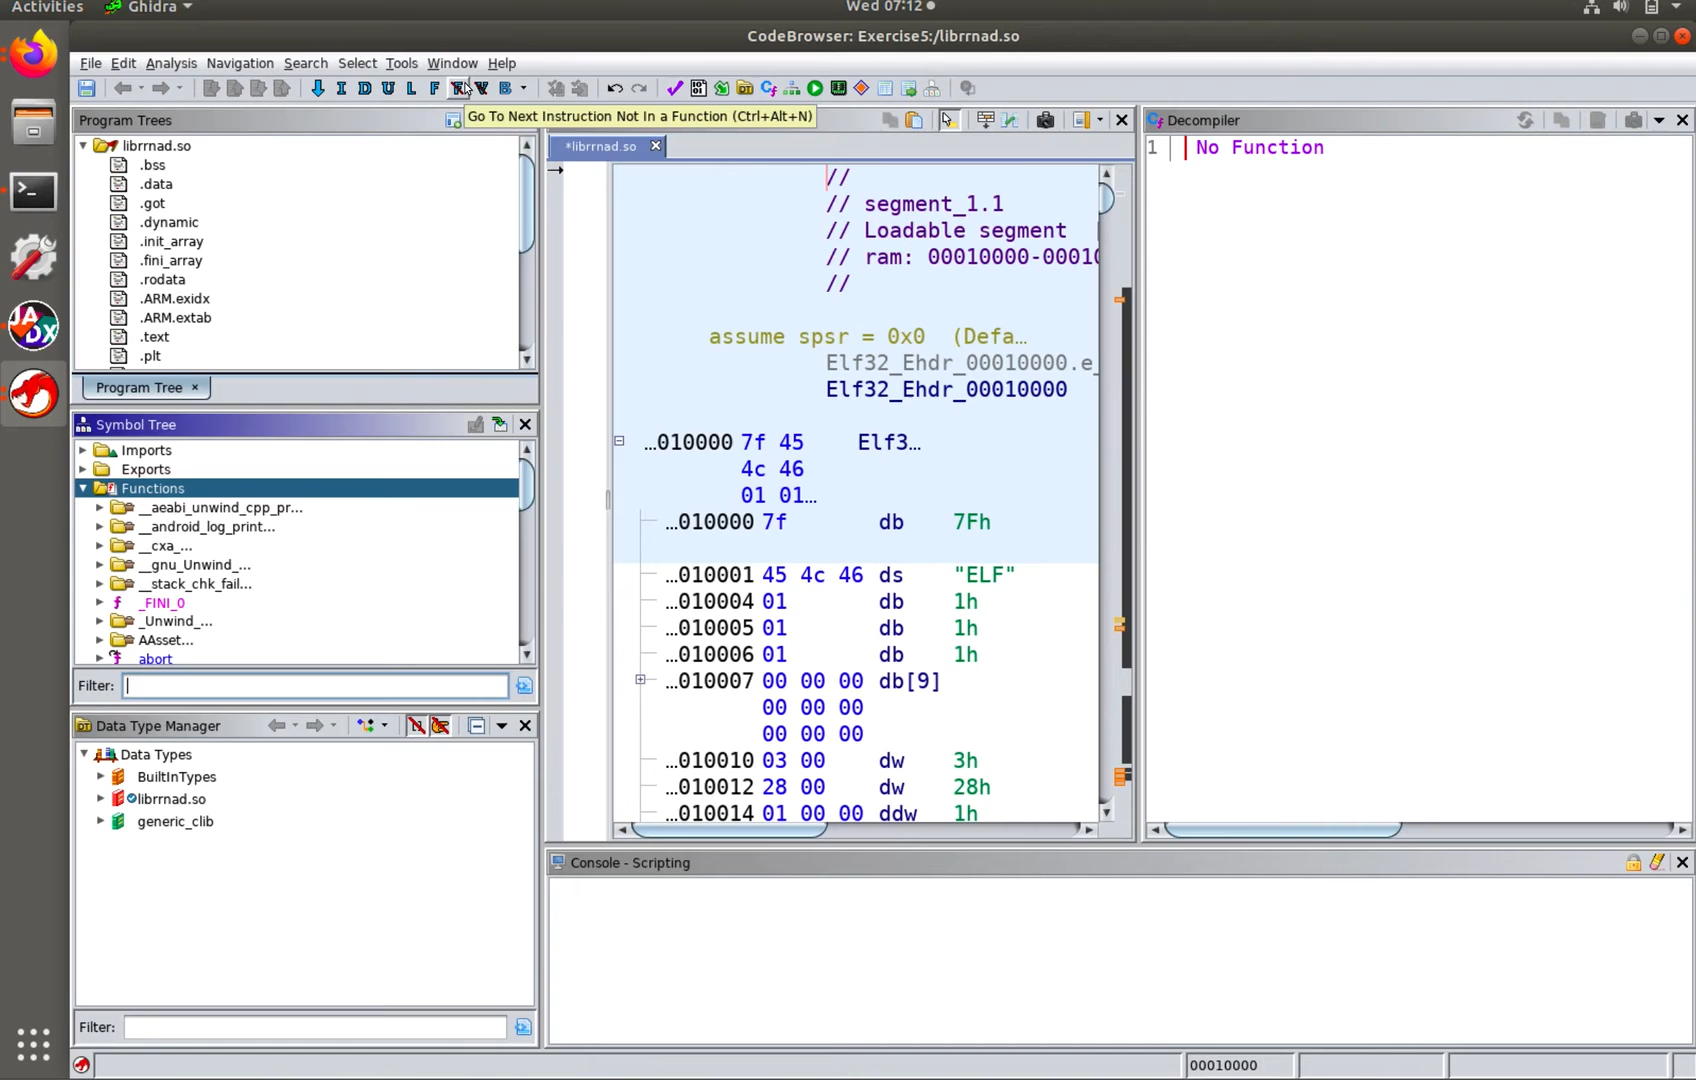 Activities
Ghidra
Wed 07:12
CodeBrowser: Exercise5:/librrnad.so
File Edit Analysis Navigation Search Select Tools Window Help
I D U L F V B
Go To Next Instruction Not In a Function (Ctrl+Alt+N)
Program Trees
librrnad.so
.bss
.data
.got
.dynamic
.init_array
.fini_array
.rodata
.ARM.exidx
.ARM.extab
.text
.plt
Program Tree ×
Symbol Tree
Imports
Exports
Functions
__aeabi_unwind_cpp_pr...
__android_log_print...
__cxa_...
__gnu_Unwind_...
__stack_chk_fail...
_FINI_0
_Unwind_...
AAsset...
abort
Filter:
Data Type Manager
Data Types
BuiltInTypes
librrnad.so
generic_clib
Filter:
*librrnad.so
//
// segment_1.1
// Loadable segment
// ram: 00010000-00010
//
assume spsr = 0x0 (Defa…
Elf32_Ehdr_00010000.e_
Elf32_Ehdr_00010000
…010000 7f 45 Elf3…
4c 46
01 01…
…010000 7f db 7Fh
…010001 45 4c 46 ds "ELF"
…010004 01 db 1h
…010005 01 db 1h
…010006 01 db 1h
…010007 00 00 00 db[9]
00 00 00
00 00 00
…010010 03 00 dw 3h
…010012 28 00 dw 28h
…010014 01 00 00 ddw 1h
Decompiler
1 No Function
Console - Scripting
00010000
JADX